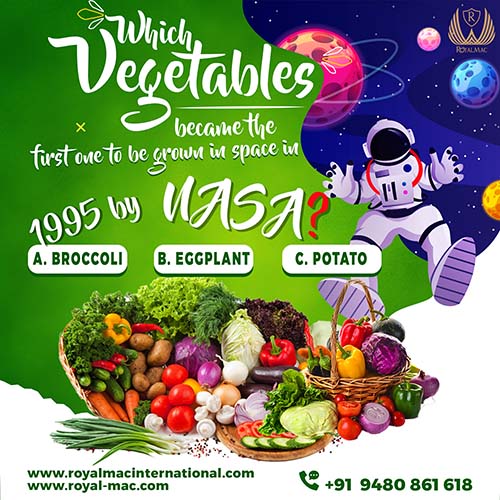 Which
Vegetables
became the
first one to be grown in space in
1995 by NASA?
A. BROCCOLI
B. EGGPLANT
C. POTATO
R
ROYALMAC
www.royalmacinternational.com
www.royal-mac.com
+91 9480 861 618